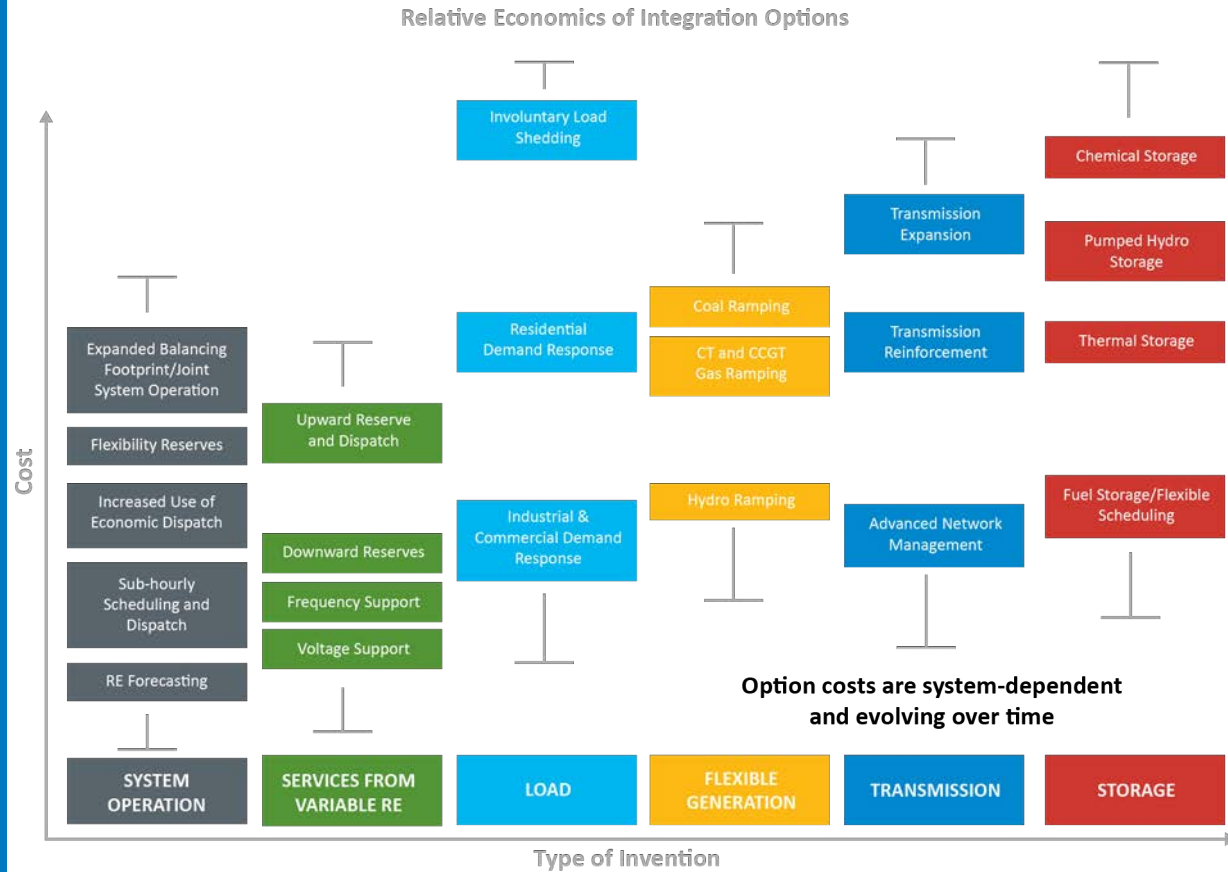 Relative Economics of Integration Options
Cost
Expanded Balancing
Footprint/Joint
System Operation
Flexibility Reserves
Increased Use of
Economic Dispatch
Sub-hourly
Scheduling and
Dispatch
RE Forecasting
SYSTEM
OPERATION
Upward Reserve
and Dispatch
Downward Reserves
Frequency Support
Voltage Support
SERVICES FROM
VARIABLE RE
Involuntary Load
Shedding
Residential
Demand Response
Industrial &
Commercial Demand
Response
LOAD
Coal Ramping
CT and CCGT
Gas Ramping
Hydro Ramping
FLEXIBLE
GENERATION
Transmission
Expansion
Transmission
Reinforcement
Advanced Network
Management
TRANSMISSION
Chemical Storage
Pumped Hydro
Storage
Thermal Storage
Fuel Storage/Flexible
Scheduling
STORAGE
Option costs are system-dependent
and evolving over time
Type of Invention